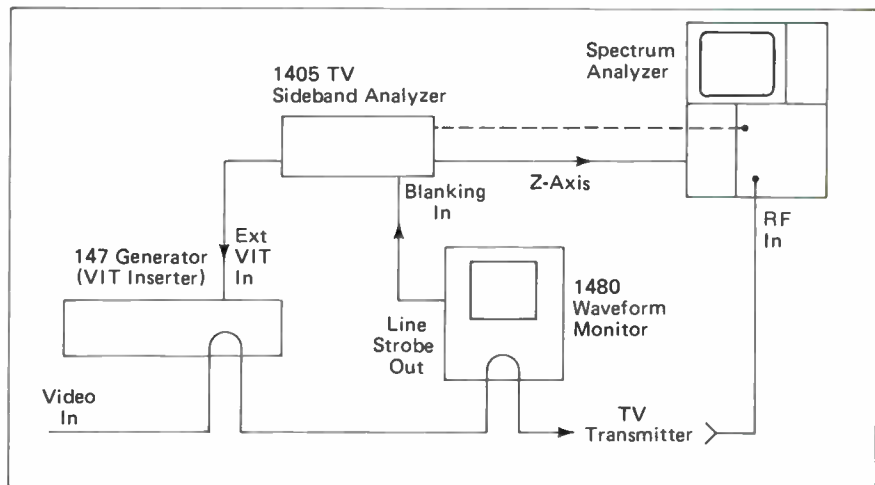 Spectrum
Analyzer
1405 TV
Sideband Analyzer
Z-Axis
Blanking
In
RF
In
Ext
VIT
In
147 Generator
(VIT Inserter)
1480
Waveform
Monitor
Line
Strobe
Out
Video
In
TV
Transmitter